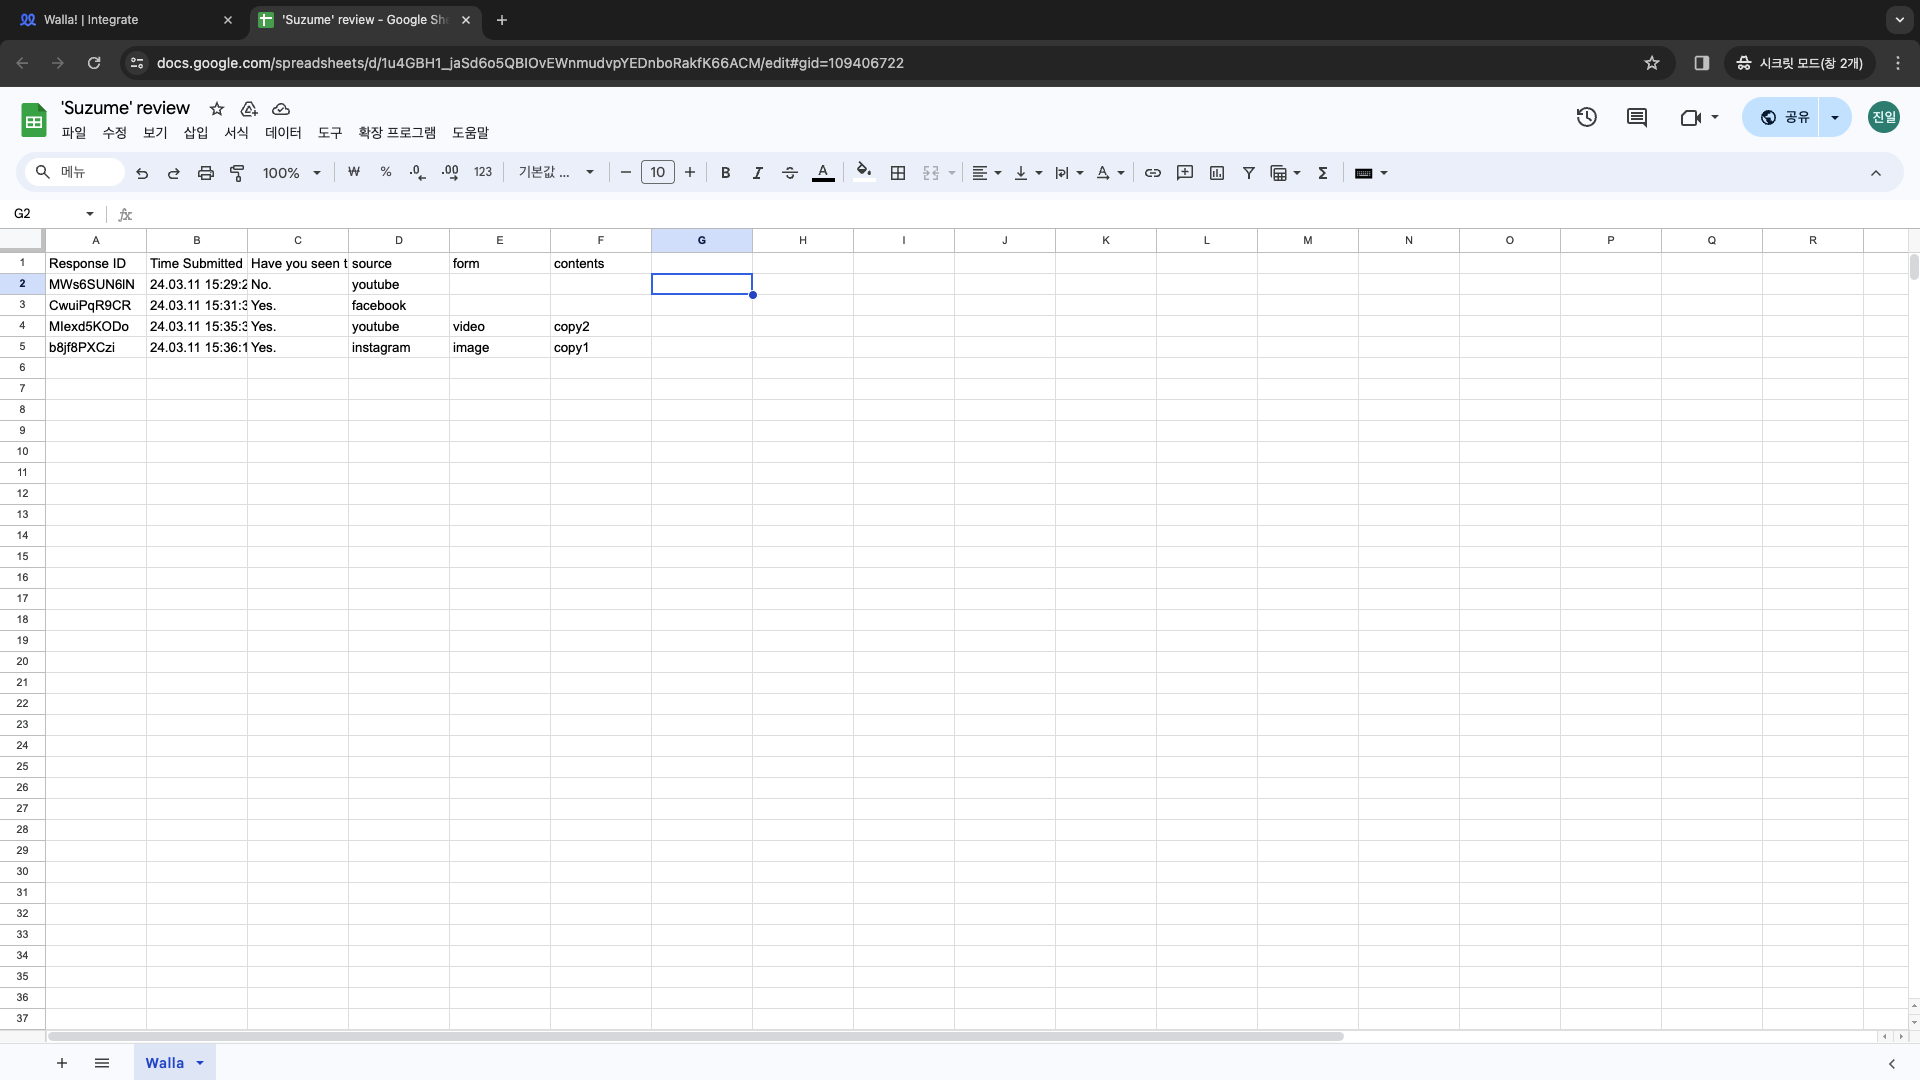 Walla! | Integrate
'Suzume' review - Google She
docs.google.com/spreadsheets/d/1u4GBH1_jaSd6o5QBIOvEWnmudvpYEDnboRakfK66ACM/edit#gid=109406722
시크릿 모드(창 2개)
'Suzume' review
파일 수정 보기 삽입 서식 데이터 도구 확장 프로그램 도움말
공유
진일
메뉴 100% ₩ % .0 .00 123 기본값 ... 10 B I A Σ
G2 fx
A B C D E F G H I J K L M N O P Q R
1 Response ID Time Submitted Have you seen t source form contents
2 MWs6SUN6lN 24.03.11 15:29:2 No. youtube
3 CwuiPqR9CR 24.03.11 15:31:3 Yes. facebook
4 Mlexd5KODo 24.03.11 15:35:3 Yes. youtube video copy2
5 b8jf8PXCzi 24.03.11 15:36:1 Yes. instagram image copy1
6
7
8
9
10
11
12
13
14
15
16
17
18
19
20
21
22
23
24
25
26
27
28
29
30
31
32
33
34
35
36
37
Walla